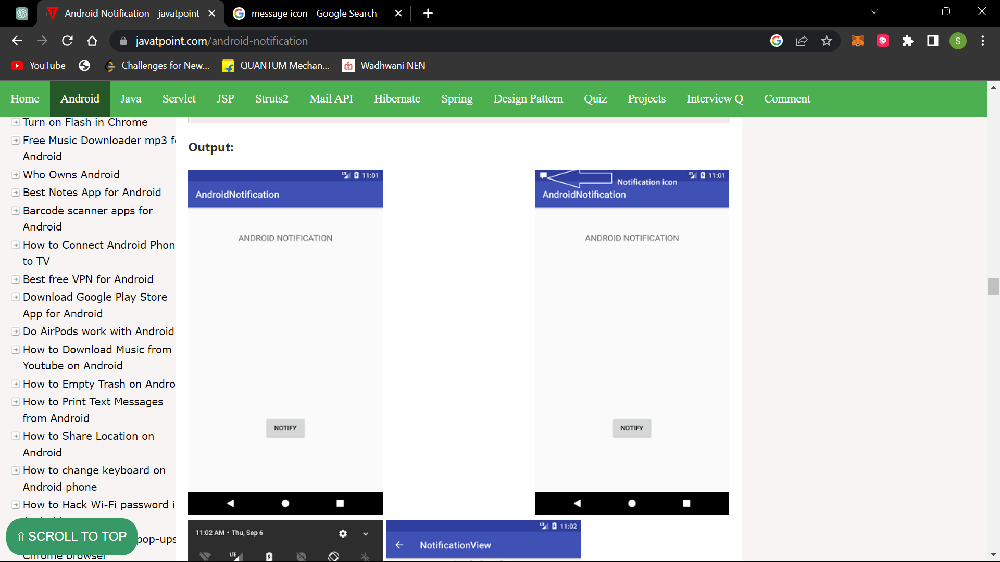 Android Notification - javatpoint
message icon - Google Search
javatpoint.com/android-notification
S
YouTube
Challenges for New...
QUANTUM Mechan...
Wadhwani NEN
Home Android Java Servlet JSP Struts2 Mail API Hibernate Spring Design Pattern Quiz Projects Interview Q Comment
Turn on Flash in Chrome
Free Music Downloader mp3 f
Android
Who Owns Android
Best Notes App for Android
Barcode scanner apps for
Android
How to Connect Android Phon
to TV
Best free VPN for Android
Download Google Play Store
App for Android
Do AirPods work with Android
How to Download Music from
Youtube on Android
How to Empty Trash on Andro
How to Print Text Messages
from Android
How to Share Location on
Android
How to change keyboard on
Android phone
How to Hack Wi-Fi password i
pop-ups
Chrome browser
⇧ SCROLL TO TOP
Output:
LTE 11:01
AndroidNotification
ANDROID NOTIFICATION
NOTIFY
LTE 11:01
Notification icon
AndroidNotification
ANDROID NOTIFICATION
NOTIFY
11:02 AM • Thu, Sep 6
LTE
LTE 11:02
NotificationView